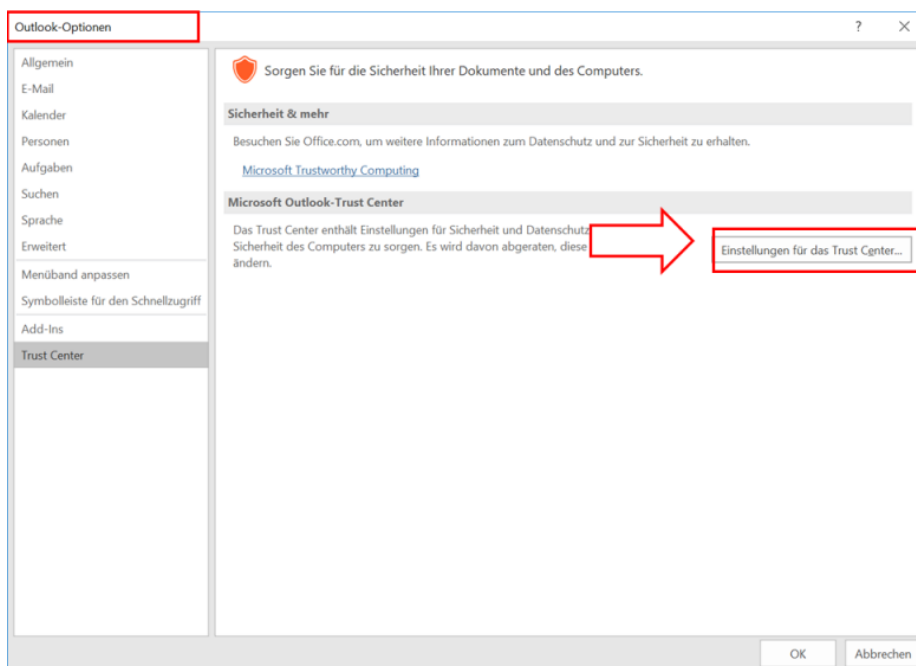 Outlook-Optionen
?
Allgemein
E-Mail
Kalender
Personen
Aufgaben
Suchen
Sprache
Erweitert
Menüband anpassen
Symbolleiste für den Schnellzugriff
Add-Ins
Trust Center
Sorgen Sie für die Sicherheit Ihrer Dokumente und des Computers.
Sicherheit & mehr
Besuchen Sie Office.com, um weitere Informationen zum Datenschutz und zur Sicherheit zu erhalten.
Microsoft Trustworthy Computing
Microsoft Outlook-Trust Center
Das Trust Center enthält Einstellungen für Sicherheit und Datenschutz
Sicherheit des Computers zu sorgen. Es wird davon abgeraten, diese
ändern.
Einstellungen für das Trust Center...
OK
Abbrechen